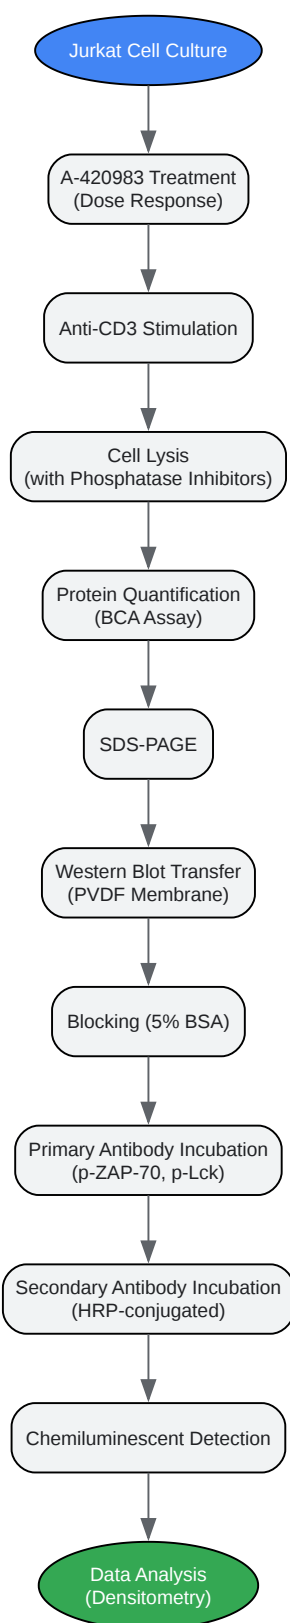 Jurkat Cell Culture
A-420983 Treatment
(Dose Response)
Anti-CD3 Stimulation
Cell Lysis
(with Phosphatase Inhibitors)
Protein Quantification
(BCA Assay)
SDS-PAGE
Western Blot Transfer
(PVDF Membrane)
Blocking (5% BSA)
Primary Antibody Incubation
(p-ZAP-70, p-Lck)
Secondary Antibody Incubation
(HRP-conjugated)
Chemiluminescent Detection
Data Analysis
(Densitometry)